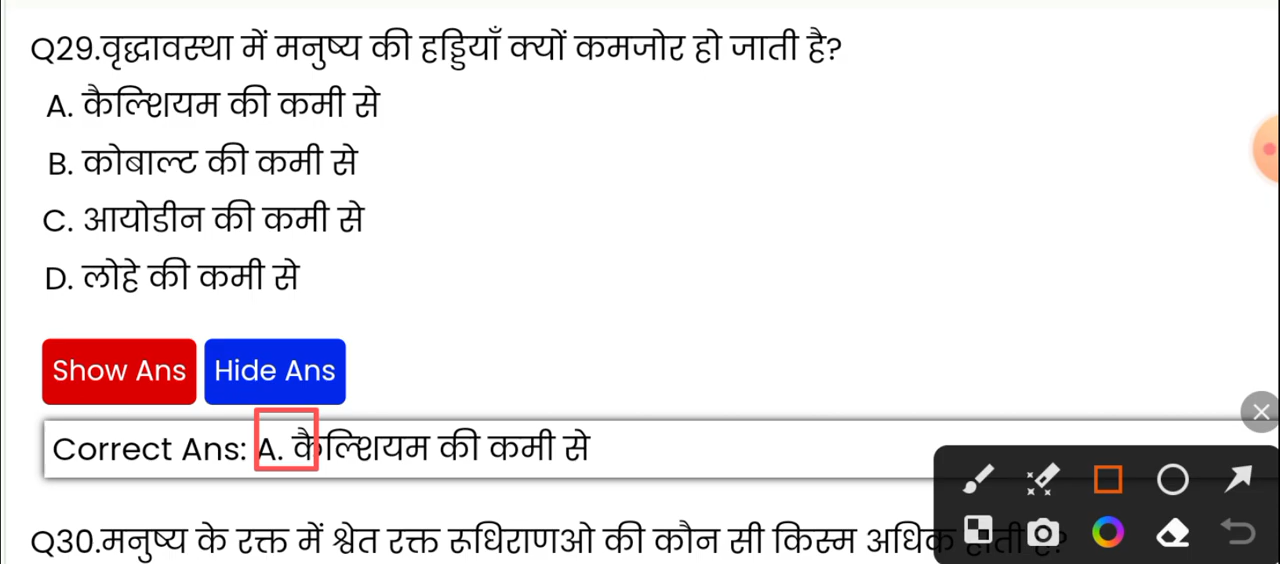 Q29.वृद्धावस्था में मनुष्य की हड्डियाँ क्यों कमजोर हो जाती है?
A. कैल्शियम की कमी से
B. कोबाल्ट की कमी से
C. आयोडीन की कमी से
D. लोहे की कमी से
Show Ans Hide Ans
Correct Ans: A. कैल्शियम की कमी से
Q30.मनुष्य के रक्त में श्वेत रक्त रूधिराणओ की कौन सी किस्म अधिक होती है?